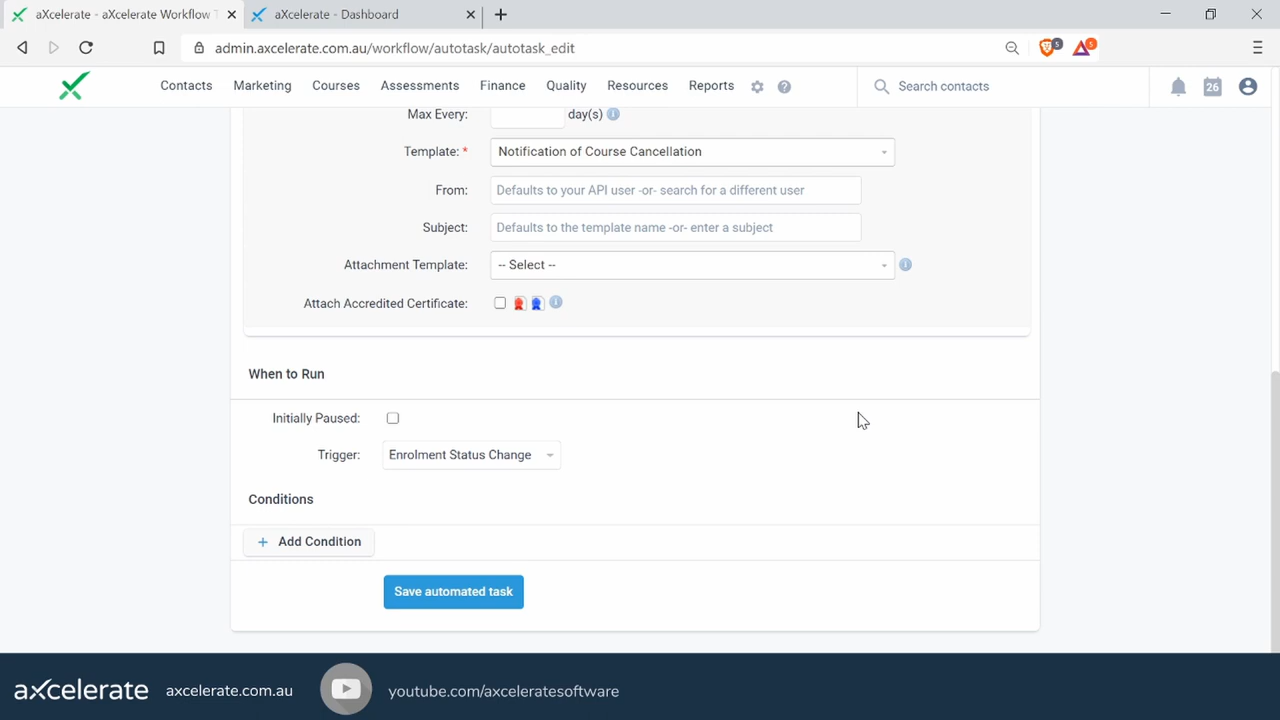 aXcelerate - aXcelerate Workflow T
aXcelerate - Dashboard
admin.axcelerate.com.au/workflow/autotask/autotask_edit
5
5
Contacts
Marketing
Courses
Assessments
Finance
Quality
Resources
Reports
?
Search contacts
26
Max Every:
day(s)
Template: *
Notification of Course Cancellation
From:
Defaults to your API user -or- search for a different user
Subject:
Defaults to the template name -or- enter a subject
Attachment Template:
-- Select --
Attach Accredited Certificate:
When to Run
Initially Paused:
Trigger:
Enrolment Status Change
Conditions
+ Add Condition
Save automated task
axcelerate
axcelerate.com.au
youtube.com/axceleratesoftware